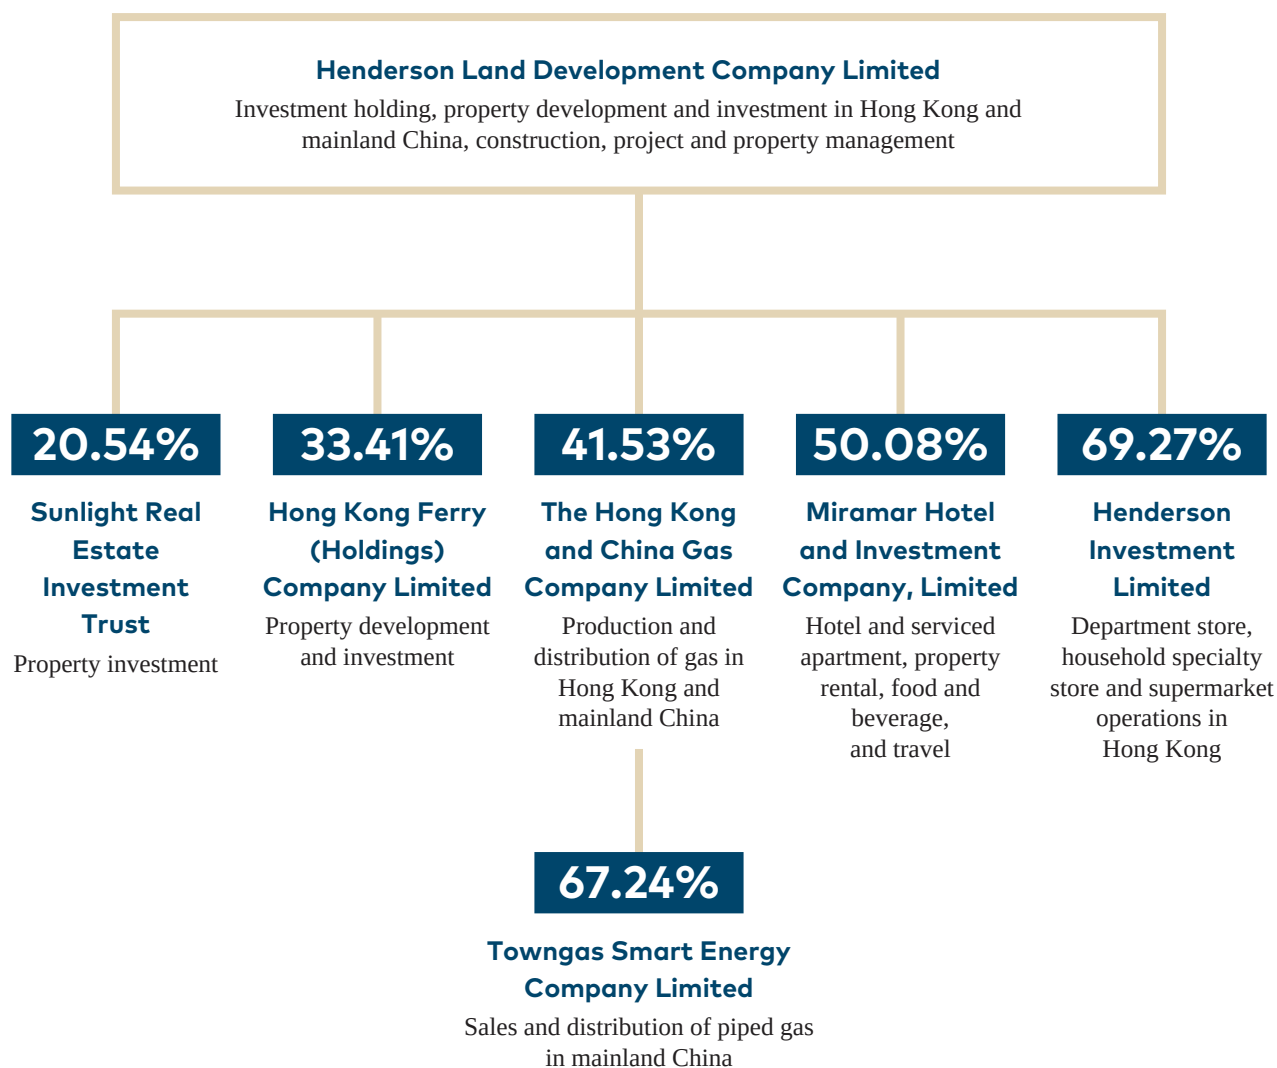 Henderson Land Development Company Limited
Investment holding, property development and investment in Hong Kong and
mainland China, construction, project and property management
20.54%
Sunlight Real
Estate
Investment
Trust
Property investment
33.41%
Hong Kong Ferry
(Holdings)
Company Limited
Property development
and investment
41.53%
The Hong Kong
and China Gas
Company Limited
Production and
distribution of gas in
Hong Kong and
mainland China
50.08%
Miramar Hotel
and Investment
Company, Limited
Hotel and serviced
apartment, property
rental, food and
beverage,
and travel
69.27%
Henderson
Investment
Limited
Department store,
household specialty
store and supermarket
operations in
Hong Kong
67.24%
Towngas Smart Energy
Company Limited
Sales and distribution of piped gas
in mainland China